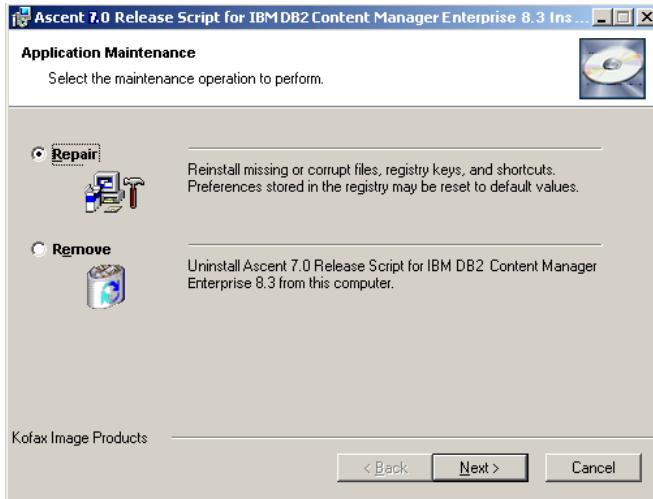 Ascent 7.0 Release Script for IBM DB2 Content Manager Enterprise 8.3 Ins ...
Application Maintenance
Select the maintenance operation to perform.
Repair
Reinstall missing or corrupt files, registry keys, and shortcuts.
Preferences stored in the registry may be reset to default values.
Remove
Uninstall Ascent 7.0 Release Script for IBM DB2 Content Manager
Enterprise 8.3 from this computer.
Kofax Image Products
< Back
Next >
Cancel